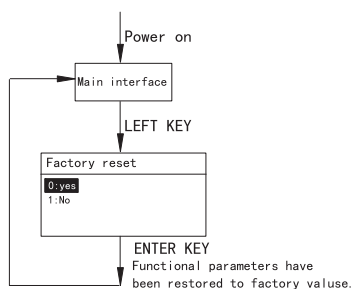 Power on
Main interface
LEFT KEY
Factory reset
0:yes
1:No
ENTER KEY
Functional parameters have
been restored to factory valuse.